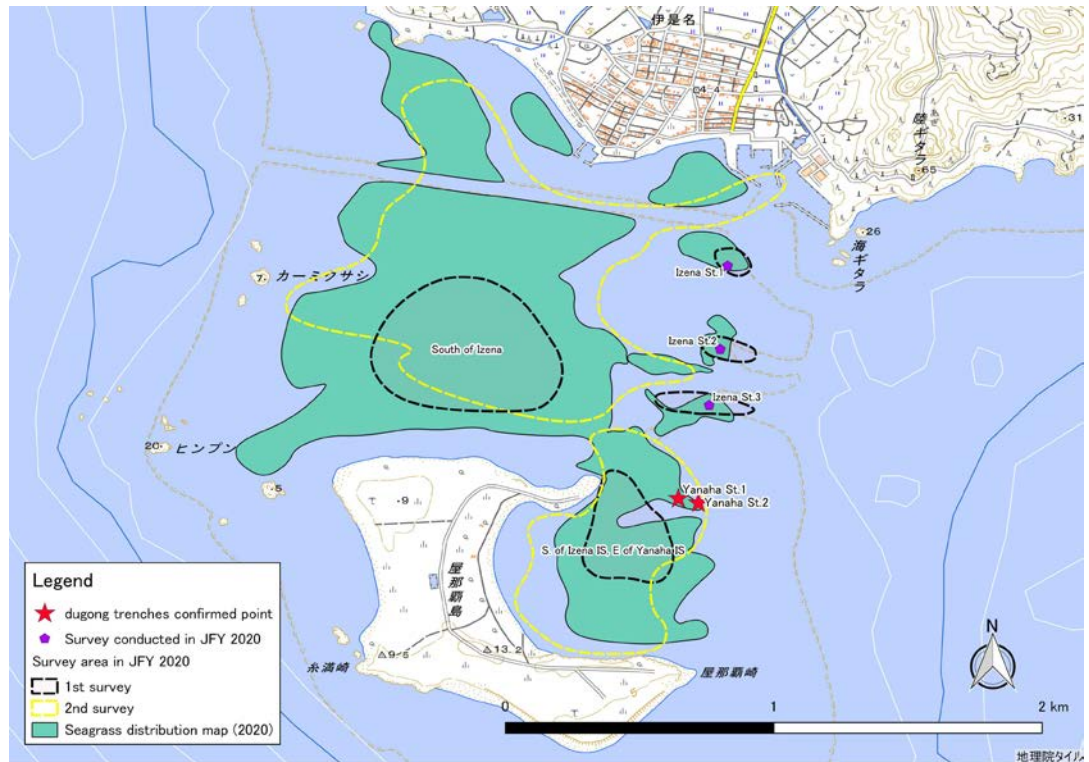 伊是名
4.4
31
陸ギタラ
65
26
海ギタラ
Izena St.1
7
カーミクサシ
Izena St.2
South of Izena
Izena St.3
20
ヒンブン
5
9
Yanaha St.1
Yanaha St.2
S. of Izena IS. E of Yanaha IS.
屋那覇島
Legend
dugong trenches confirmed point
Survey conducted in JFY 2020
Survey area in JFY 2020
1st survey
2nd survey
Seagrass distribution map (2020)
糸満崎
13.2
屋那覇崎
5
N
0 1 2 km
地理院タイル